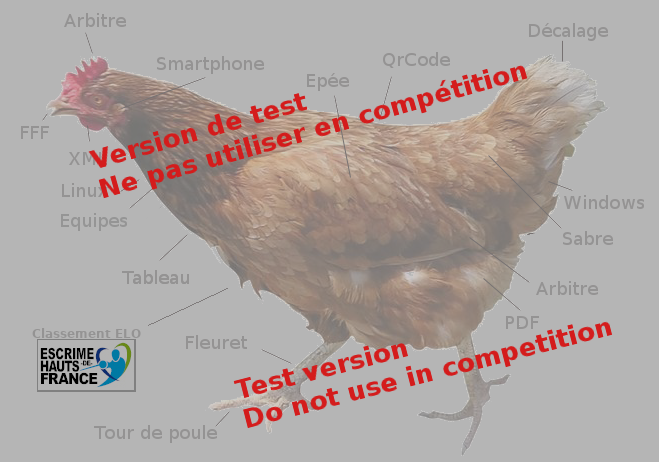 Arbitre
Décalage
Smartphone
QrCode
Epée
Version de test
Ne pas utiliser en compétition
FFF
Linux
Equipes
Windows
Sabre
Tableau
Arbitre
PDF
Classement ELO
Fleuret
ESCRIME
HAUTS
-DE-
FRANCE
Test version
Do not use in competition
Tour de poule